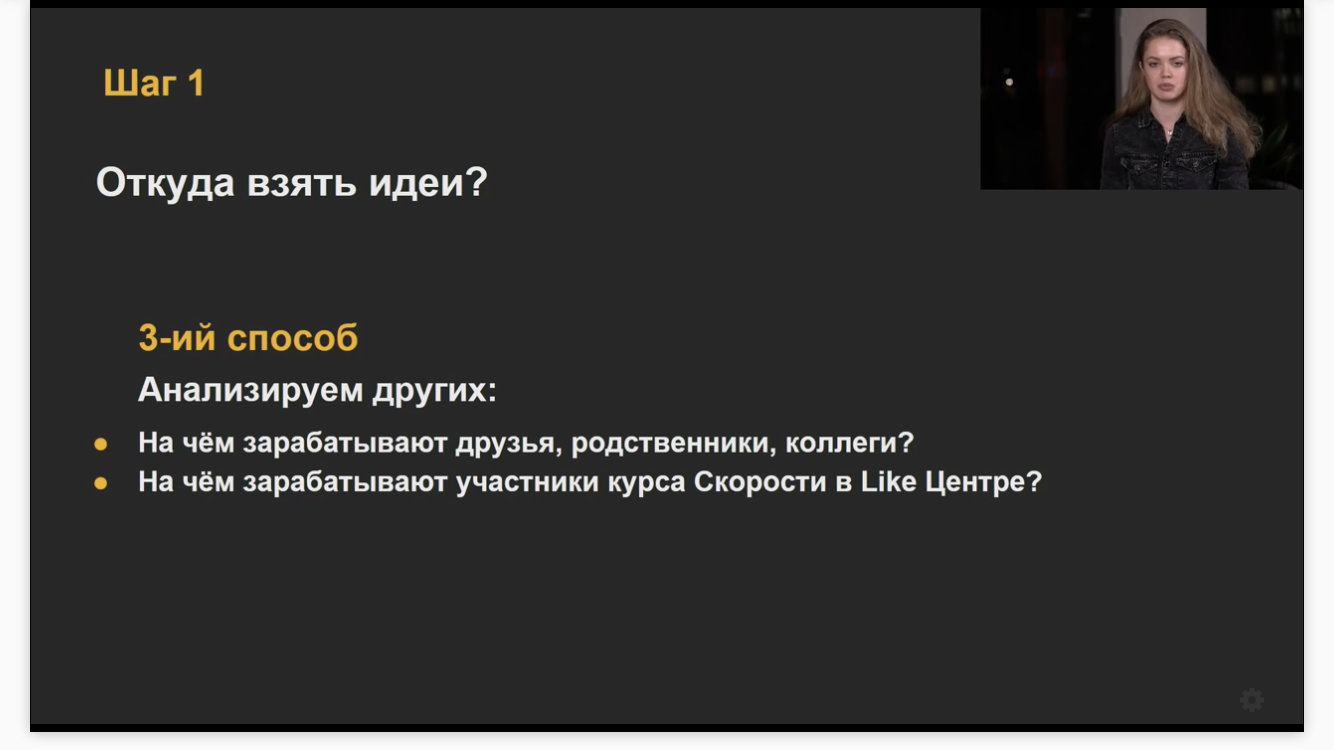 Шаг 1
Откуда взять идеи?
3-ий способ
Анализируем других:
На чём зарабатывают друзья, родственники, коллеги?
На чём зарабатывают участники курса Скорости в Like Центре?